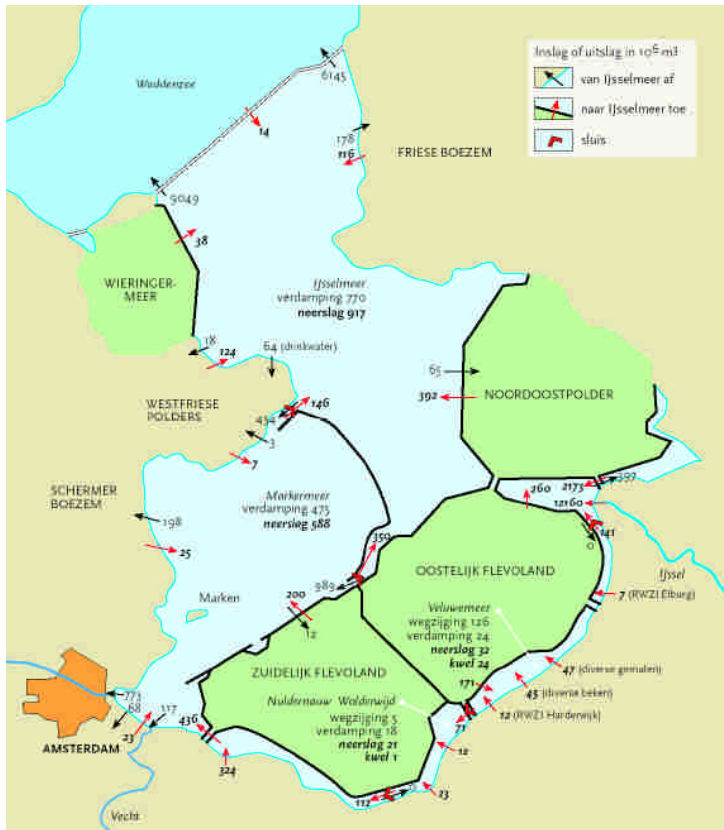 Inslag of uitslag in 10⁶ m³
van IJsselmeer af
naar IJsselmeer toe
sluis
Waddenzee
6145
14
178
116
FRIESE BOEZEM
9049
38
WIERINGER-
MEER
IJsselmeer
verdamping 770
neerslag 917
18
124
64 (drinkwater)
65
392
NOORDOOSTPOLDER
WESTFRIESE
POLDERS
146
454
3
7
SCHERMER
BOEZEM
Markermeer
verdamping 475
neerslag 588
198
25
260
2173
397
12160
141
0
350
989
OOSTELIJK FLEVOLAND
IJssel
Marken
200
12
7 (RWZI Elburg)
Veluwemeer
wegzijging 126
verdamping 24
neerslag 32
kwel 24
ZUIDELIJK FLEVOLAND
47 (diverse gemalen)
171
45 (diverse beken)
Nuldernauw Wolderwijd
wegzijging 5
verdamping 18
neerslag 21
kwel 1
12 (RWZI Harderwijk)
71
773
68
117
23
AMSTERDAM
436
324
12
23
112
Vecht